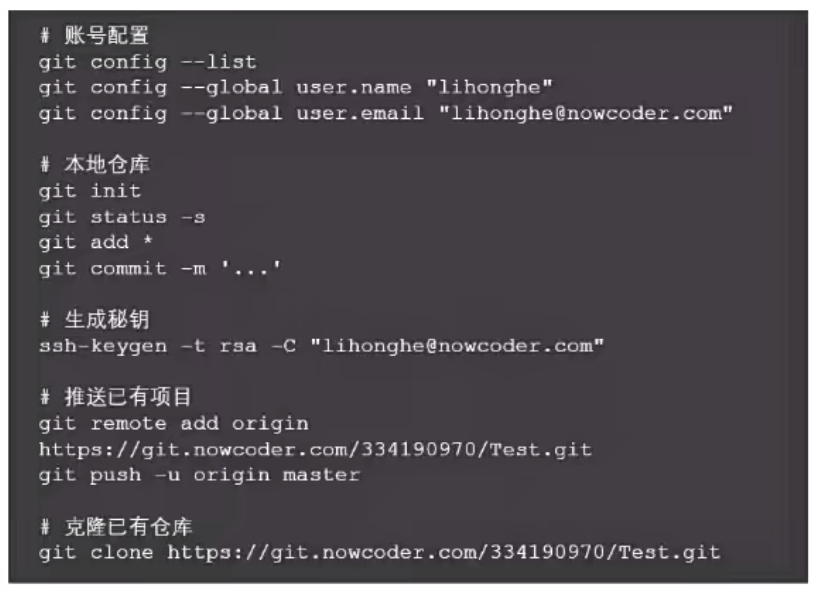 # 账号配置
git config --list
git config --global user.name "lihonghe"
git config --global user.email "lihonghe@nowcoder.com"
# 本地仓库
git init
git status -s
git add *
git commit -m '...'
# 生成秘钥
ssh-keygen -t rsa -C "lihonghe@nowcoder.com"
# 推送已有项目
git remote add origin
https://git.nowcoder.com/334190970/Test.git
git push -u origin master
# 克隆已有仓库
git clone https://git.nowcoder.com/334190970/Test.git